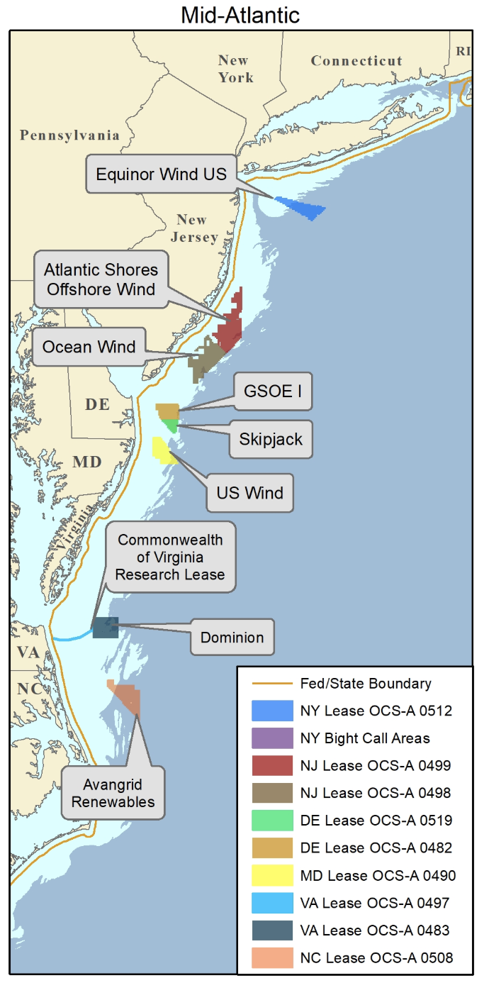 Mid-Atlantic
New
York
Connecticut
RI
Pennsylvania
Equinor Wind US
New
Jersey
Atlantic Shores
Offshore Wind
Ocean Wind
GSOE I
DE
Skipjack
MD
US Wind
Virginia
Commonwealth
of Virginia
Research Lease
Dominion
VA
NC
Avangrid
Renewables
Fed/State Boundary
NY Lease OCS-A 0512
NY Bight Call Areas
NJ Lease OCS-A 0499
NJ Lease OCS-A 0498
DE Lease OCS-A 0519
DE Lease OCS-A 0482
MD Lease OCS-A 0490
VA Lease OCS-A 0497
VA Lease OCS-A 0483
NC Lease OCS-A 0508